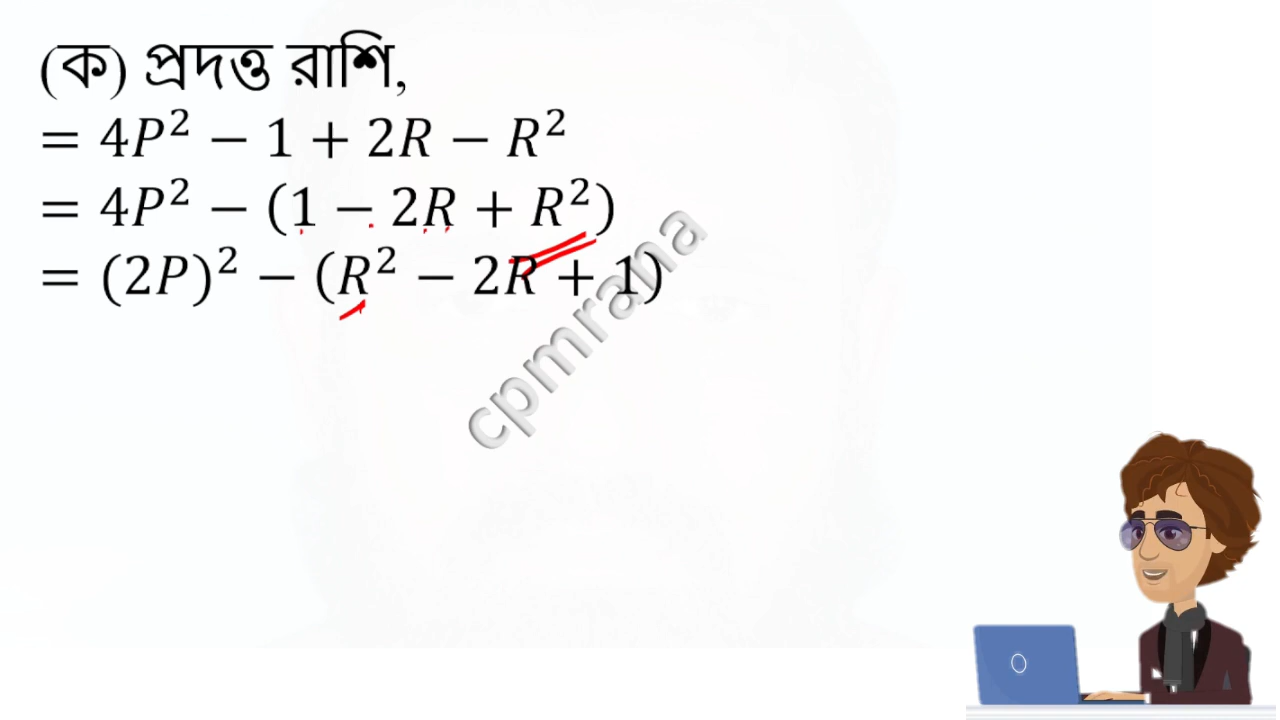 (ক) প্রদত্ত রাশি,
= 4P² − 1 + 2R − R²
= 4P² − (1 − 2R + R²)
= (2P)² − (R² − 2R + 1)
cpmrana